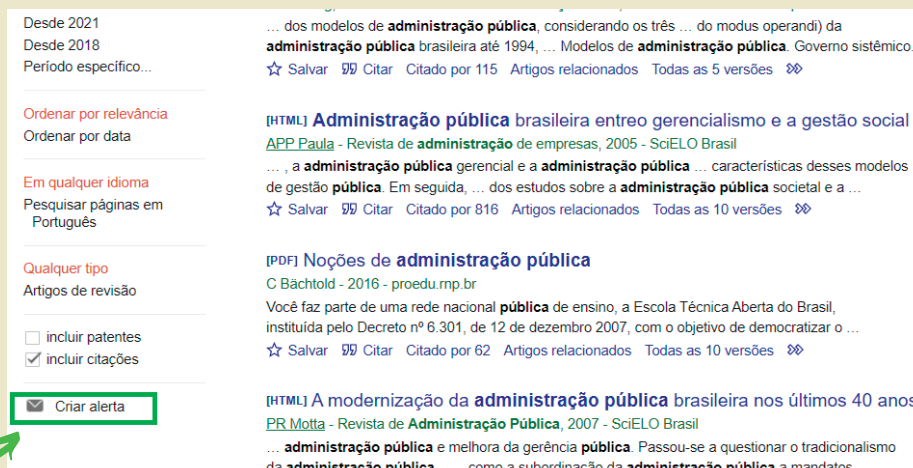 Desde 2021
Desde 2018
Período específico...
Ordenar por relevância
Ordenar por data
Em qualquer idioma
Pesquisar páginas em
Português
Qualquer tipo
Artigos de revisão
incluir patentes
incluir citações
Criar alerta
… dos modelos de administração pública, considerando os três … do modus operandi) da
administração pública brasileira até 1994, … Modelos de administração pública. Governo sistêmico.
Salvar Citar Citado por 115 Artigos relacionados Todas as 5 versões
[HTML] Administração pública brasileira entreo gerencialismo e a gestão social
APP Paula - Revista de administração de empresas, 2005 - SciELO Brasil
… , a administração pública gerencial e a administração pública … características desses modelos
de gestão pública. Em seguida, … dos estudos sobre a administração pública societal e a …
Salvar Citar Citado por 816 Artigos relacionados Todas as 10 versões
[PDF] Noções de administração pública
C Bächtold - 2016 - proedu.rnp.br
Você faz parte de uma rede nacional pública de ensino, a Escola Técnica Aberta do Brasil,
instituída pelo Decreto nº 6.301, de 12 de dezembro 2007, com o objetivo de democratizar o …
Salvar Citar Citado por 62 Artigos relacionados Todas as 10 versões
[HTML] A modernização da administração pública brasileira nos últimos 40 anos
PR Motta - Revista de Administração Pública, 2007 - SciELO Brasil
… administração pública e melhora da gerência pública. Passou-se a questionar o tradicionalismo
da administração pública … como a subordinação da administração pública a mandatos